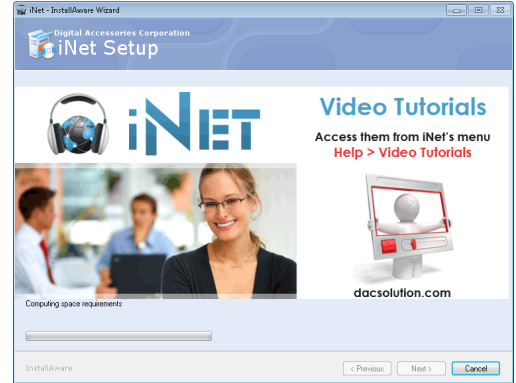 iNet - InstallAware Wizard
Digital Accessories Corporation
iNet Setup
iNET
Video Tutorials
Access them from iNet's menu
Help > Video Tutorials
dacsolution.com
Computing space requirements
InstallAware
< Previous
Next >
Cancel